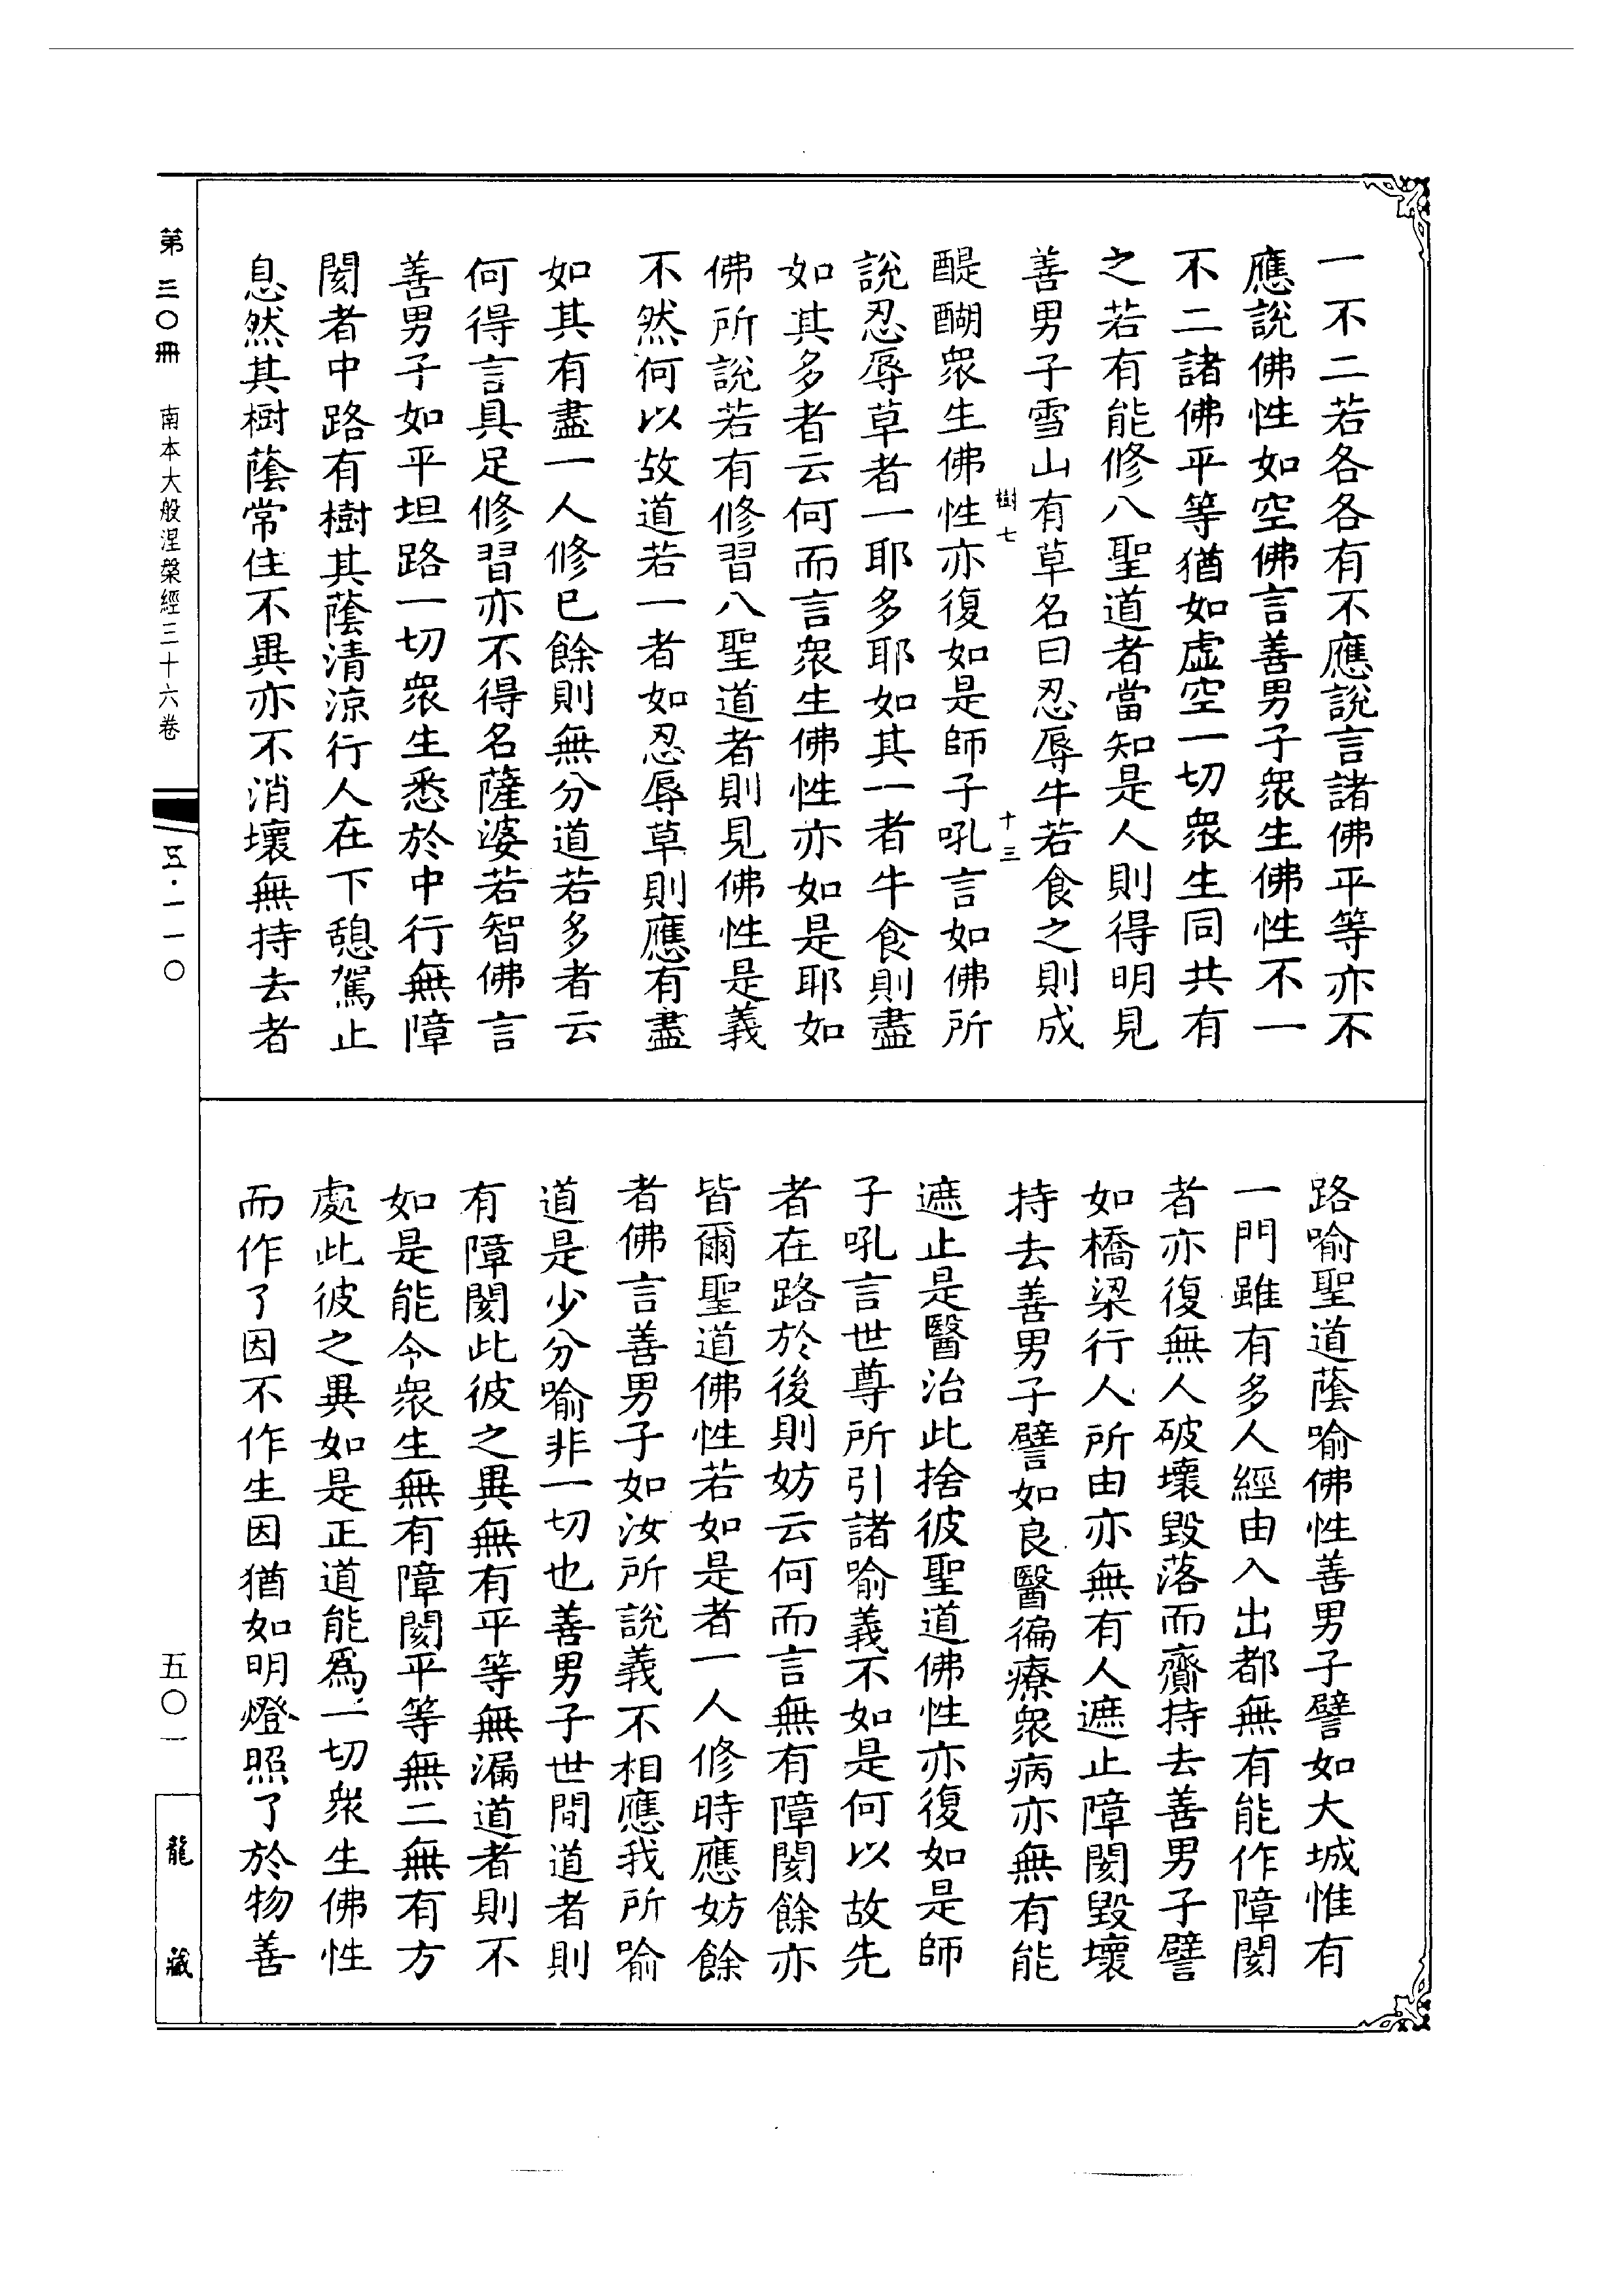 一不二若各各有不應說言諸佛平等亦不
應說佛性如空佛言善男子衆生佛性不一
不二諸佛平等猶如虛空一切衆生同共有
之若有能修八聖道者當知是人則得明見
善男子雪山有草名曰忍辱牛若食之則成
樹七 十三
醍醐衆生佛性亦復如是師子吼言如佛所
說忍辱草者一耶多耶如其一者牛食則盡
如其多者云何而言衆生佛性亦如是耶如
佛所說若有修習八聖道者則見佛性是義
不然何以故道若一者如忍辱草則應有盡
如其有盡一人修已餘則無分道若多者云
何得言具足修習亦不得名薩婆若智佛言
善男子如平坦路一切衆生悉於中行無障
閡者中路有樹其蔭清涼行人在下憩駕止
息然其樹蔭常住不異亦不消壞無持去者
路喻聖道蔭喻佛性善男子譬如大城惟有
一門雖有多人經由入出都無有能作障閡
者亦復無人破壞毀落而齎持去善男子譬
如橋梁行人所由亦無有人遮止障閡毀壞
持去善男子譬如良醫徧療衆病亦無有能
遮止是醫治此捨彼聖道佛性亦復如是師
子吼言世尊所引諸喻義不如是何以故先
者在路於後則妨云何而言無有障閡餘亦
皆爾聖道佛性若如是者一人修時應妨餘
者佛言善男子如汝所說義不相應我所喻
道是少分喻非一切也善男子世間道者則
有障閡此彼之異無有平等無漏道者則不
如是能令衆生無有障閡平等無二無有方
處此彼之異如是正道能爲一切衆生佛性
而作了因不作生因猶如明燈照了於物善
第三〇冊 南本大般涅槃經三十六卷
五·一一〇
五〇一
龍藏